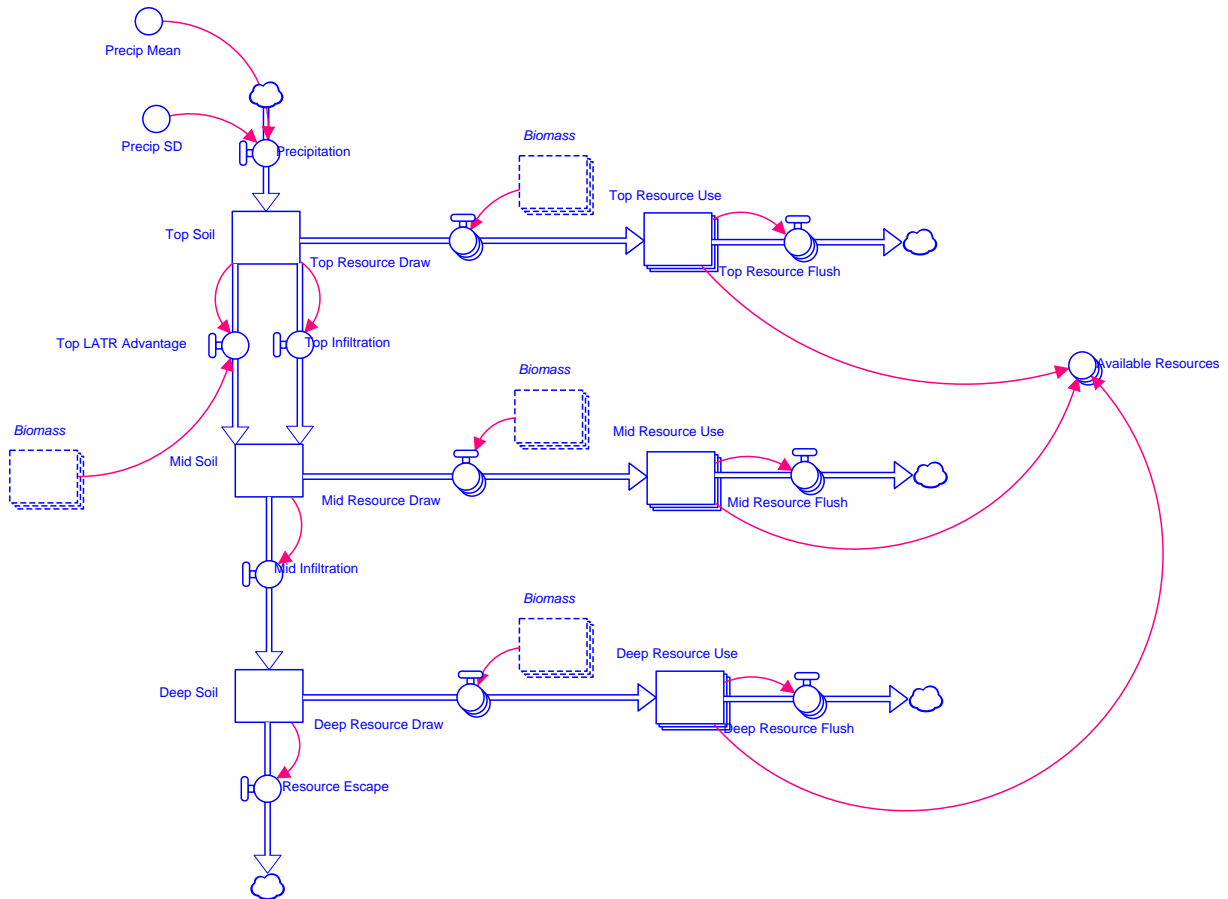 Precip Mean
Precip SD
Biomass
Precipitation
Top Resource Use
Top Soil
Top Resource Draw
Top Resource Flush
Top LATR Advantage
Top Infiltration
Available Resources
Biomass
Biomass
Mid Resource Use
Mid Soil
Mid Resource Draw
Mid Resource Flush
Mid Infiltration
Biomass
Deep Resource Use
Deep Soil
Deep Resource Draw
Deep Resource Flush
Resource Escape